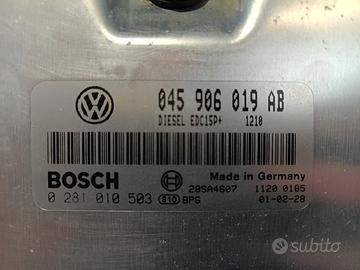 045 906 019 AB
DIESEL EDC15P+ 1210
BOSCH
Made in Germany
28SA4607
1120 0185
0 281 010 503
810
BPG
01-02-28
subito